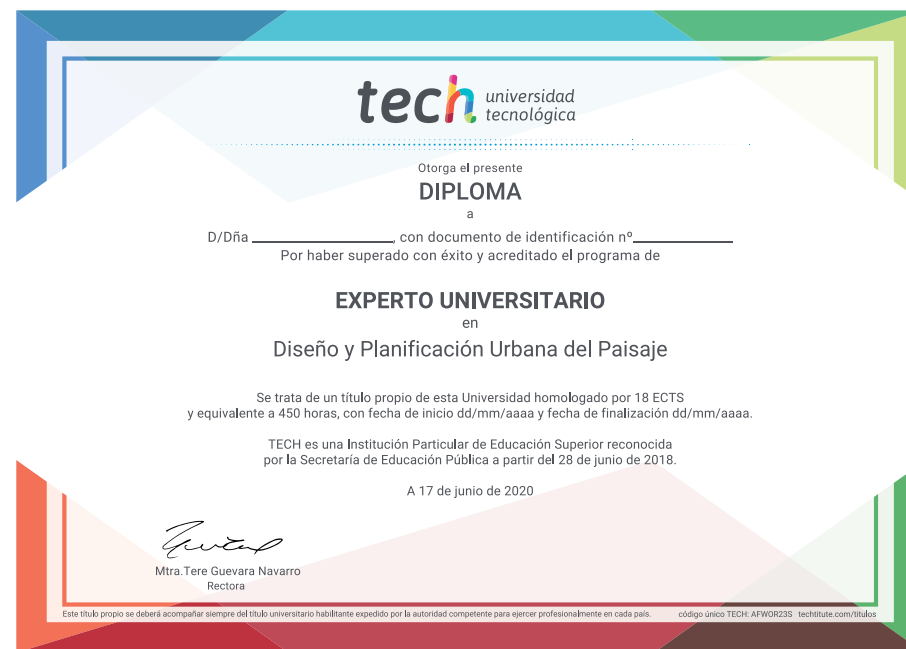 tech universidad
tecnológica
Otorga el presente
DIPLOMA
a
D/Dña ____________________, con documento de identificación nº______________
Por haber superado con éxito y acreditado el programa de
EXPERTO UNIVERSITARIO
en
Diseño y Planificación Urbana del Paisaje
Se trata de un título propio de esta Universidad homologado por 18 ECTS
y equivalente a 450 horas, con fecha de inicio dd/mm/aaaa y fecha de finalización dd/mm/aaaa.
TECH es una Institución Particular de Educación Superior reconocida
por la Secretaría de Educación Pública a partir del 28 de junio de 2018.
A 17 de junio de 2020
Mtra.Tere Guevara Navarro
Rectora
Este título propio se deberá acompañar siempre del título universitario habilitante expedido por la autoridad competente para ejercer profesionalmente en cada país. código único TECH: AFWOR23S techtitute.com/titulos